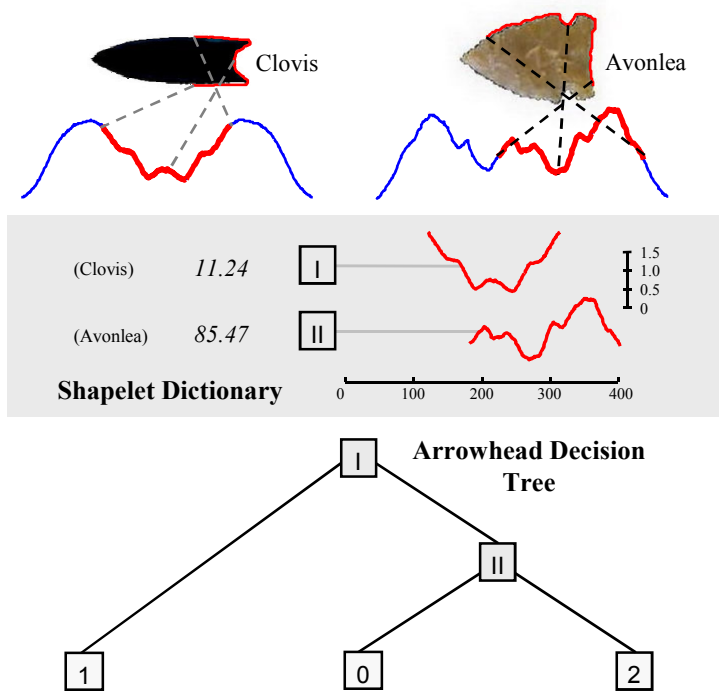 Clovis
Avonlea
(Clovis) 11.24 I
1.5
1.0
0.5
0
(Avonlea) 85.47 II
Shapelet Dictionary
0 100 200 300 400
I
Arrowhead Decision
Tree
II
1 0 2